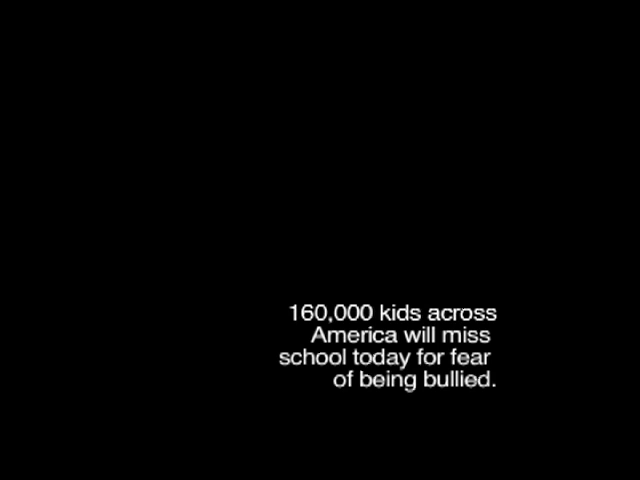 160,000 kids across
America will miss
school today for fear
of being bullied.